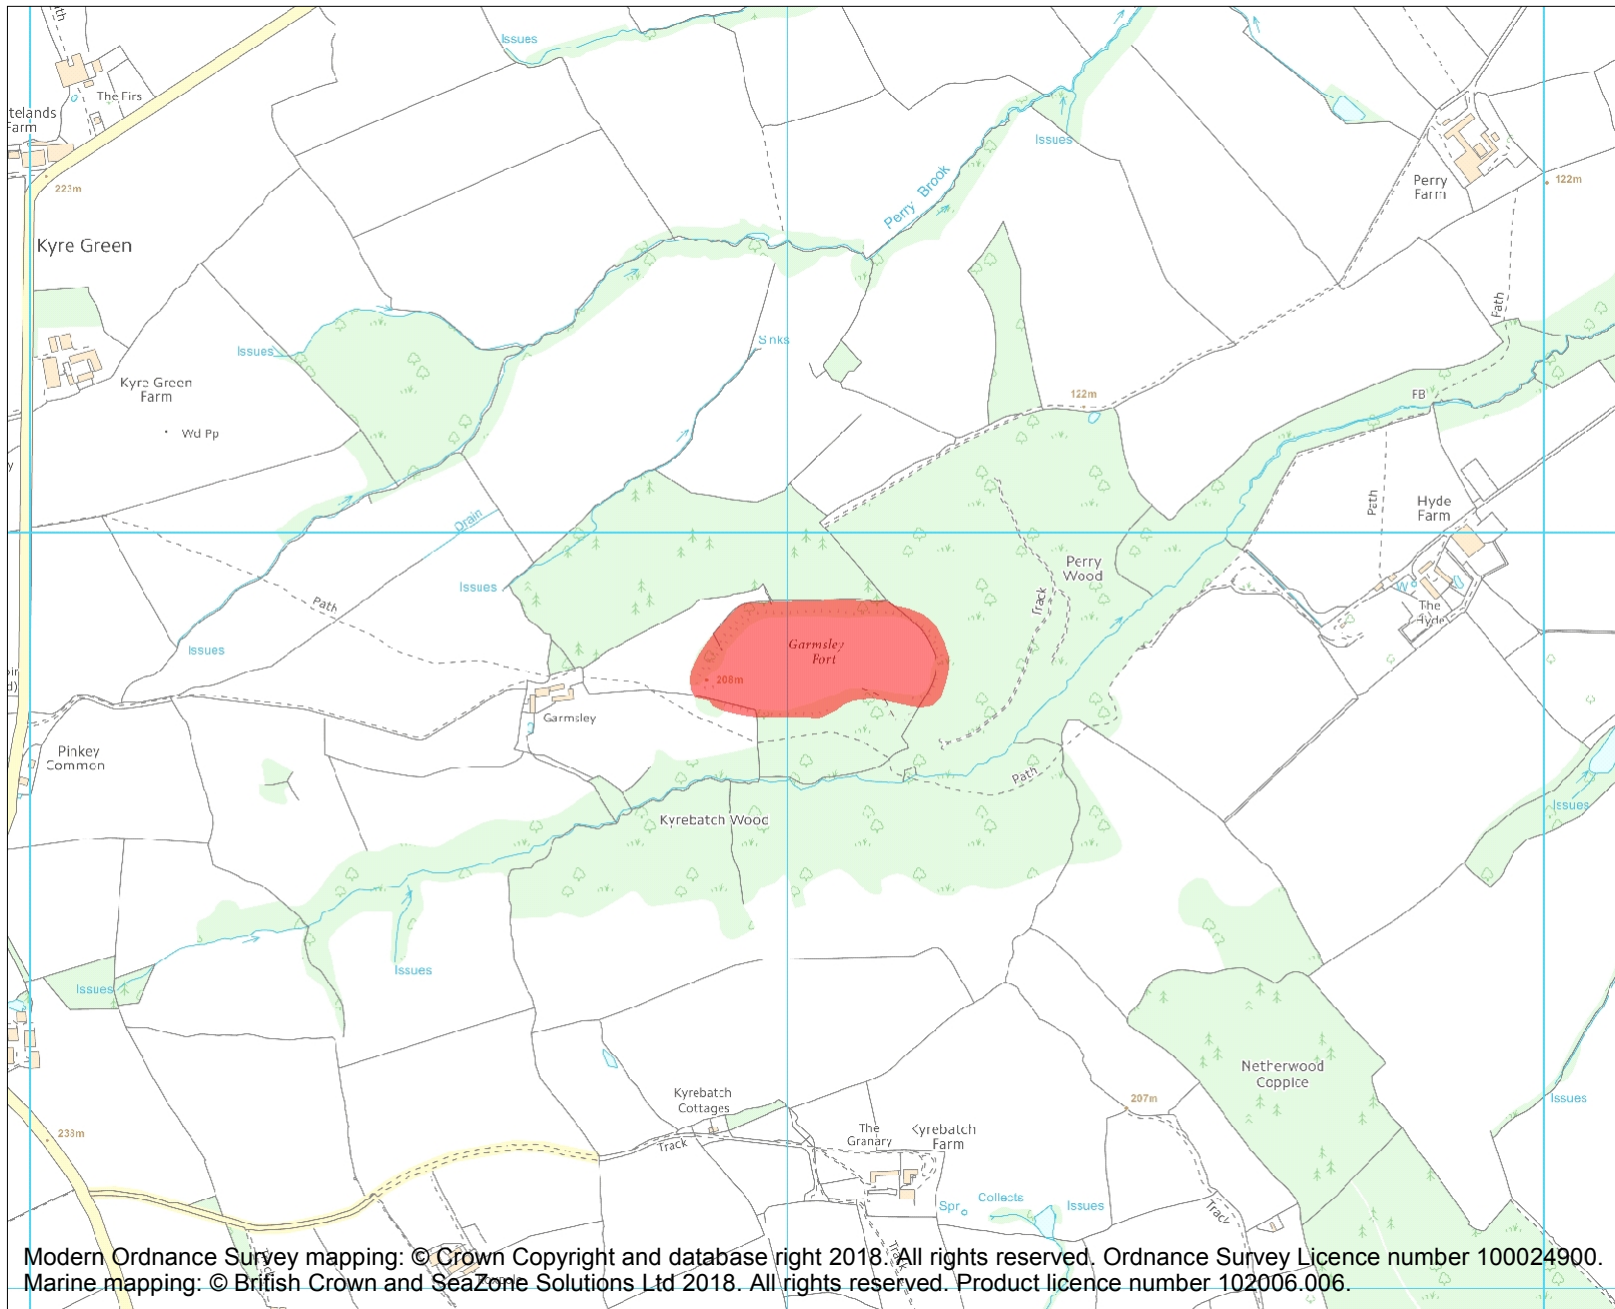 Issues
The Firs
telands
Farm
223m
Issues
Perry Brook
Perry
Farm
122m
Kyre Green
Path
Sinks
Issues
Kyre Green
Farm
122m
FB
Wd Pp
Path
Hyde
Farm
Drain
Perry
Wood
Issues
Path
Track
W
The
Hyde
Issues
Garmsley
Fort
208m
Garmsley
Pinkey
Common
Path
Issues
Kyrebatch Wood
Issues
Issues
Netherwood
Coppice
Kyrebatch
Cottages
207m
Issues
The
Granary
Kyrebatch
Farm
238m
Track
Spr
Collects
Issues
Track
Track
Modern Ordnance Survey mapping: © Crown Copyright and database right 2018. All rights reserved. Ordnance Survey Licence number 100024900.
Marine mapping: © British Crown and SeaZone Solutions Ltd 2018. All rights reserved. Product licence number 102006.006.